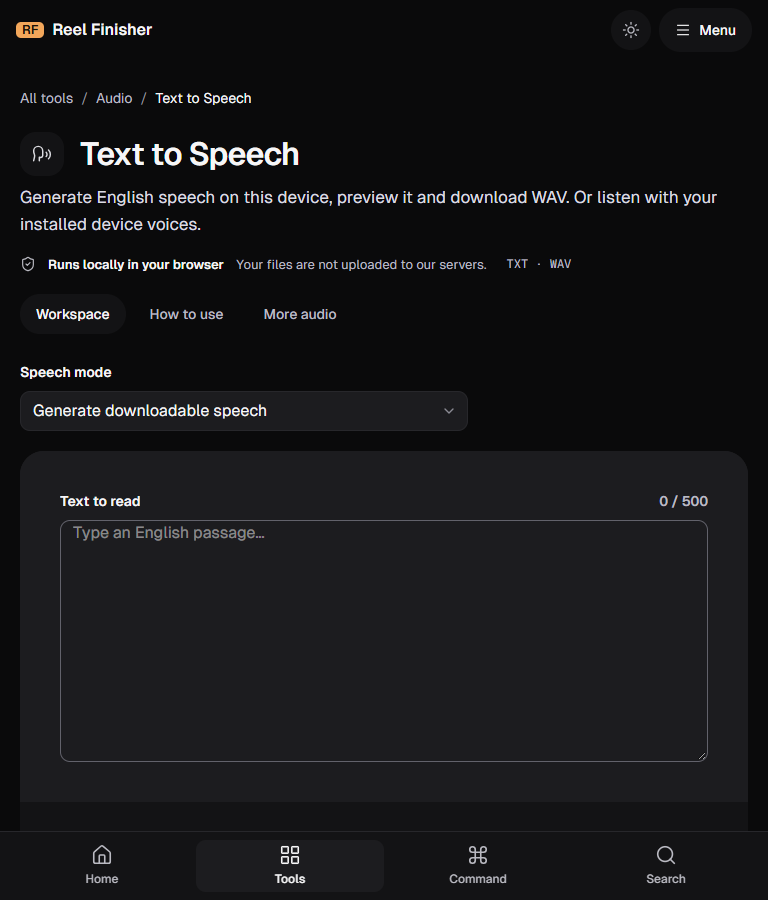 RF Reel Finisher
Menu
All tools / Audio / Text to Speech
Text to Speech
Generate English speech on this device, preview it and download WAV. Or listen with your
installed device voices.
Runs locally in your browser Your files are not uploaded to our servers. TXT · WAV
Workspace How to use More audio
Speech mode
Generate downloadable speech
Text to read 0 / 500
Type an English passage...
Home Tools Command Search